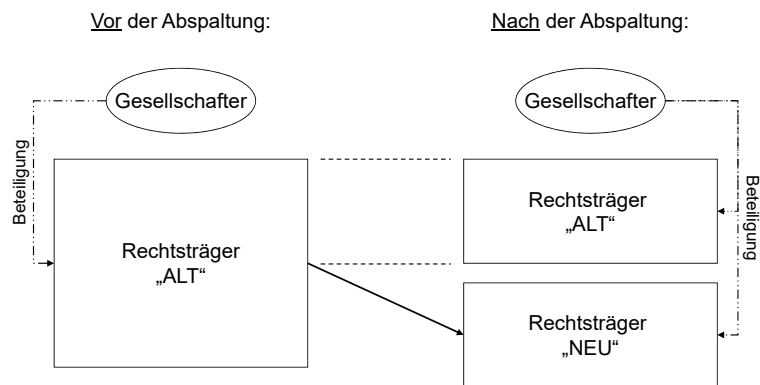 Vor der Abspaltung:
Gesellschafter
Beteiligung
Rechtsträger
„ALT“
Nach der Abspaltung:
Gesellschafter
Beteiligung
Rechtsträger
„ALT“
Rechtsträger
„NEU“